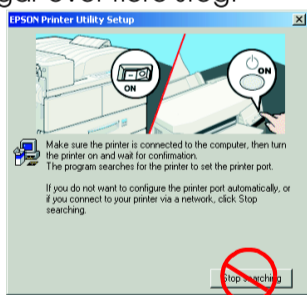 EPSON Printer Utility Setup
ON
ON
Make sure the printer is connected to the computer, then turn
the printer on and wait for confirmation.
The program searches for the printer to set the printer port.
If you do not want to configure the printer port automatically, or
if you connect to your printer via a network, click Stop
searching.
Stop searching